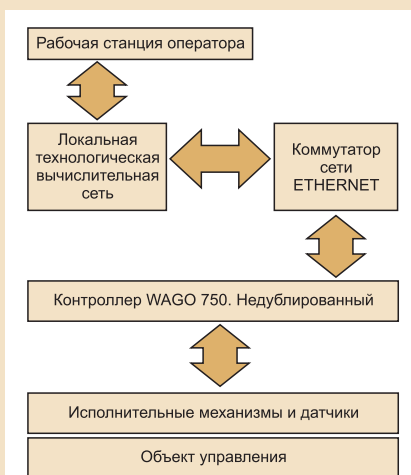 Рабочая станция оператора
Локальная
технологическая
вычислительная
сеть
Коммутатор
сети
ETHERNET
Контроллер WAGO 750. Недублированный
Исполнительные механизмы и датчики
Объект управления